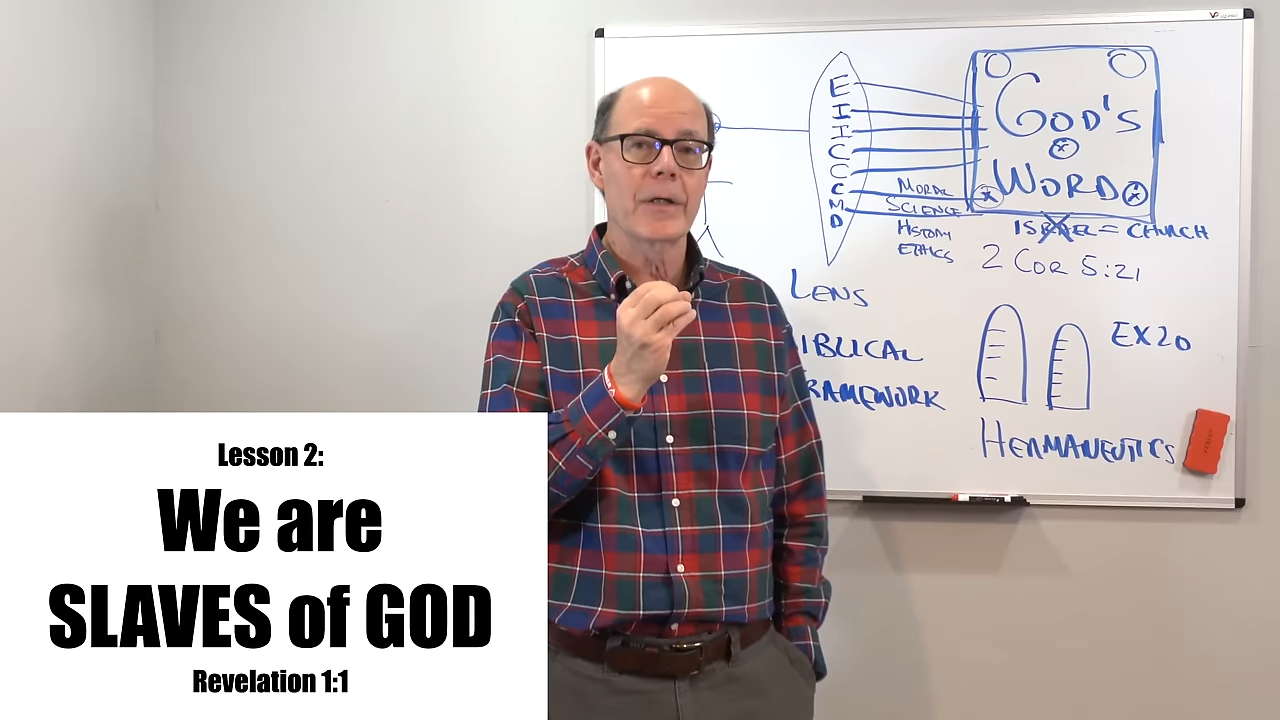 Lesson 2:
We are
SLAVES of GOD
Revelation 1:1
E
I
I
C
C
C
M
D
GOD'S
WORD
MORAL
SCIENCE
HISTORY
ETHICS
ISRAEL = CHURCH
2 COR 5:21
LENS
IBLICAL
RAMEWORK
EX20
HERMANEUTICS